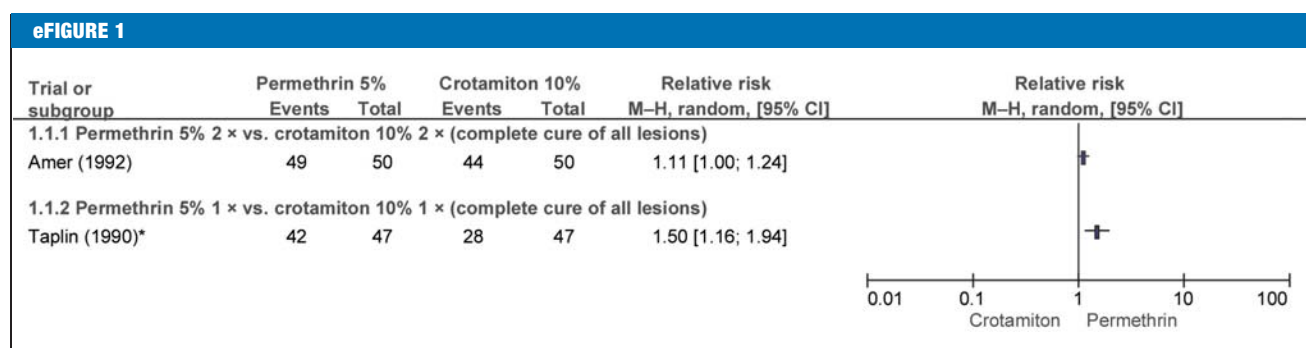 eFIGURE 1
Trial or subgroup Permethrin 5% Crotamiton 10% Relative risk Relative risk
Events Total Events Total M–H, random, [95% CI] M–H, random, [95% CI]
1.1.1 Permethrin 5% 2 × vs. crotamiton 10% 2 × (complete cure of all lesions)
Amer (1992) 49 50 44 50 1.11 [1.00; 1.24]
1.1.2 Permethrin 5% 1 × vs. crotamiton 10% 1 × (complete cure of all lesions)
Taplin (1990)* 42 47 28 47 1.50 [1.16; 1.94]
0.01 0.1 1 10 100
Crotamiton Permethrin